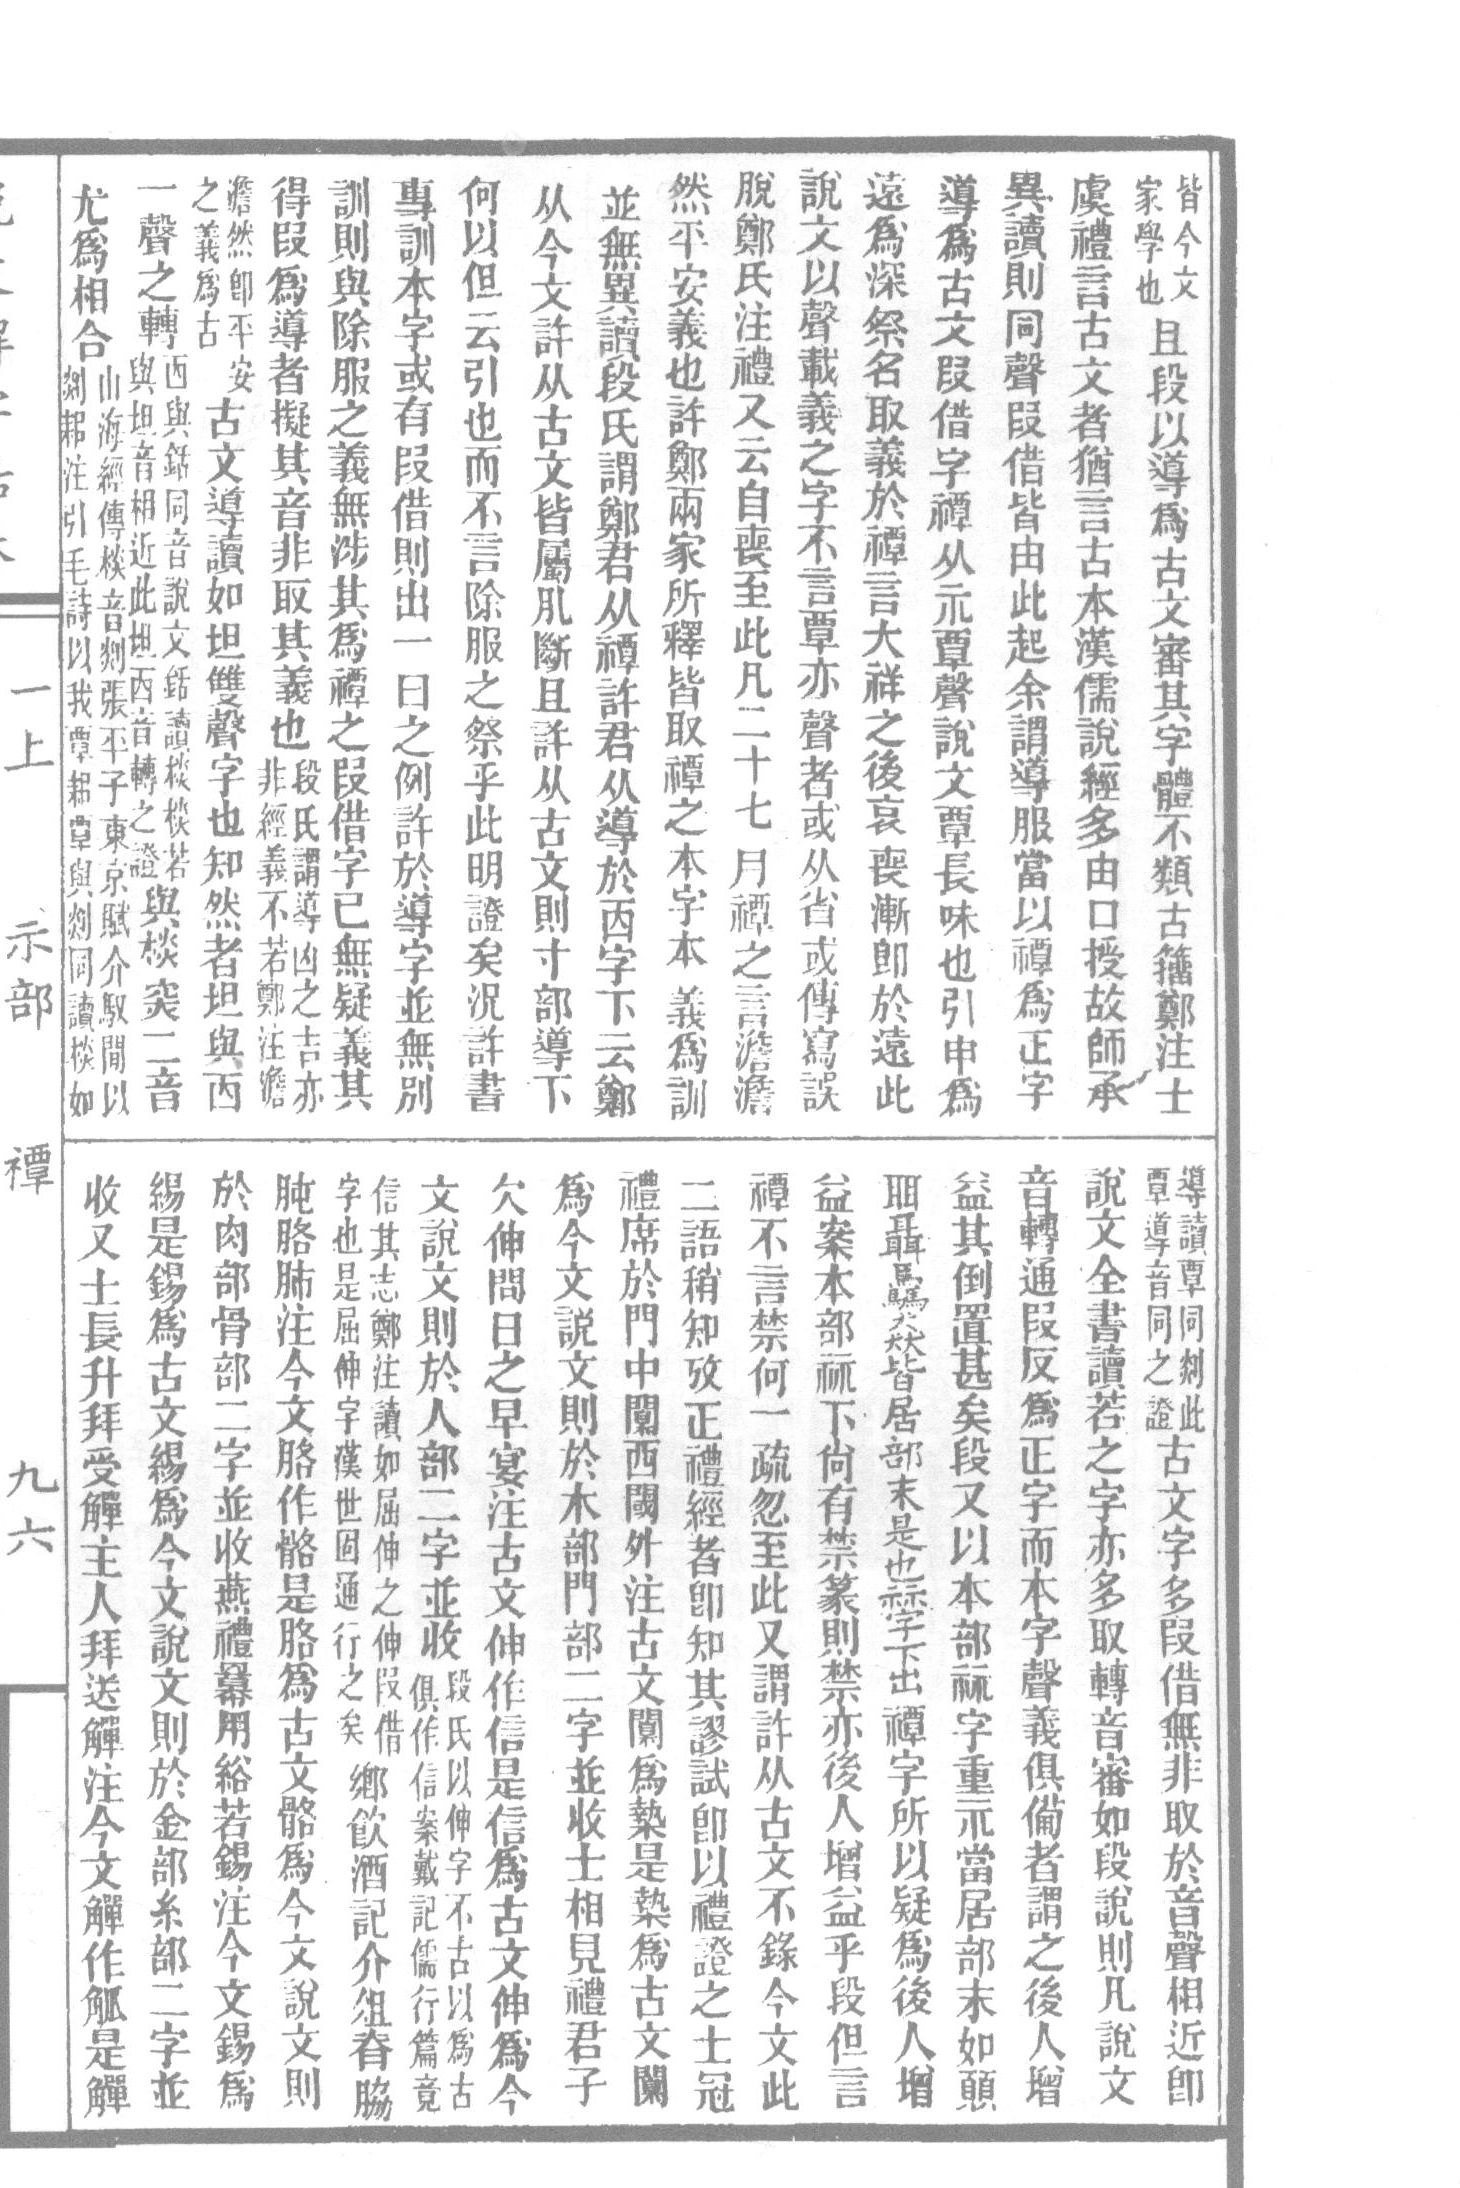 皆今文
家學也
且段以導爲古文審其字體不類古籀鄭注士
虞禮言古文者猶言古本漢儒說經多由口授故師承
異讀則同聲叚借皆由此起余謂導服當以禫爲正字
導爲古文叚借字禫从示覃聲說文覃長味也引申爲
遠爲深祭名取義於禫言大祥之後哀喪漸卽於遠此
說文以聲載義之字不言覃亦聲者或从省或傳寫誤
脫鄭氏注禮又云自喪至此凡二十七月禫之言澹澹
然平安義也許鄭兩家所釋皆取禫之本字本義爲訓
並無異讀段氏謂鄭君从禫許君从導於㐁字下云鄭
从今文許从古文皆屬肊斷且許从古文則寸部導下
何以但云引也而不言除服之祭乎此明證矣況許書
專訓本字或有叚借則出一曰之例許於導字並無別
訓則與除服之義無涉其爲禫之叚借字已無疑義其
得叚爲導者擬其音非取其義也
段氏謂導凶之吉亦
非經義不若鄭注澹
澹然卽平安
之義爲古
古文導讀如坦雙聲字也知然者坦與㐁
一聲之轉
㐁與銛同音說文銛讀棪棪若
與坦音相近此坦㐁音轉之證
與棪突二音
尤爲相合
山海經傳棪音剡張平子東京賦介馭閒以
剡耜注引毛詩以我覃耜覃與剡同讀棪如
導讀覃同剡此
覃導音同之證
古文字多叚借無非取於音聲相近卽
說文全書讀若之字亦多取轉音審如段說則凡說文
音轉通叚反爲正字而本字聲義俱備者謂之後人增
益其倒置甚矣段又以本部祘字重示當居部末如顚
聑聶驫猋皆居部末是也祘字下出禫字所以疑爲後人增
益案本部祘下尙有禁篆則禁亦後人增益乎段但言
禫不言禁何一疏忽至此又謂許从古文不錄今文此
二語稍知攷正禮經者卽知其謬試卽以禮證之士冠
禮席於門中闑西閾外注古文闑爲槷是槷爲古文闑
爲今文說文則於木部門部二字並收士相見禮君子
欠伸問日之早宴注古文伸作信是信爲古文伸爲今
文說文則於人部二字並收
段氏以伸字不古以爲古
俱作信案戴記儒行篇竟
信其志鄭注讀如屈伸之伸叚借
字也是屈伸字漢世固通行之矣
鄉飮酒記介俎脊脇
肫胳肺注今文胳作骼是胳爲古文骼爲今文說文則
於肉部骨部二字並收燕禮冪用綌若錫注今文錫爲
緆是錫爲古文緆爲今文說文則於金部糸部二字並
收又士長升拜受觶主人拜送觶注今文觶作觚是觶
一上
示部
禫
九六